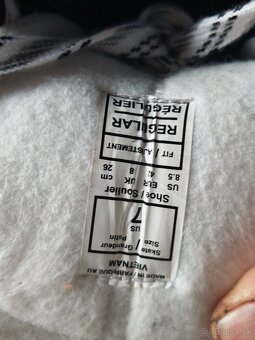 MADE IN / FABRIQUÉ AU
VIETNAM
Skate / Patin
Size / Grandeur
7 US
Shoe / Soulier
US EUR UK cm
8.5 8 26
FIT / AJUSTEMENT
REGULAR
RÉGULIER